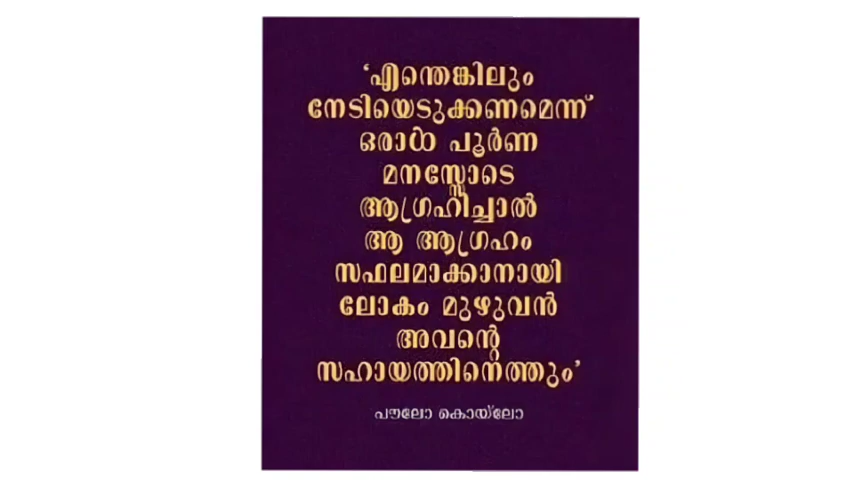 ‘എന്തെങ്കിലും
നേടിയെടുക്കണമെന്ന്
ഒരാൾ പൂർണ
മനസ്സോടെ
ആഗ്രഹിച്ചാൽ
ആ ആഗ്രഹം
സഫലമാക്കാനായി
ലോകം മുഴുവൻ
അവന്റെ
സഹായത്തിനെത്തും’
പൗലോ കൊയ്ലോ